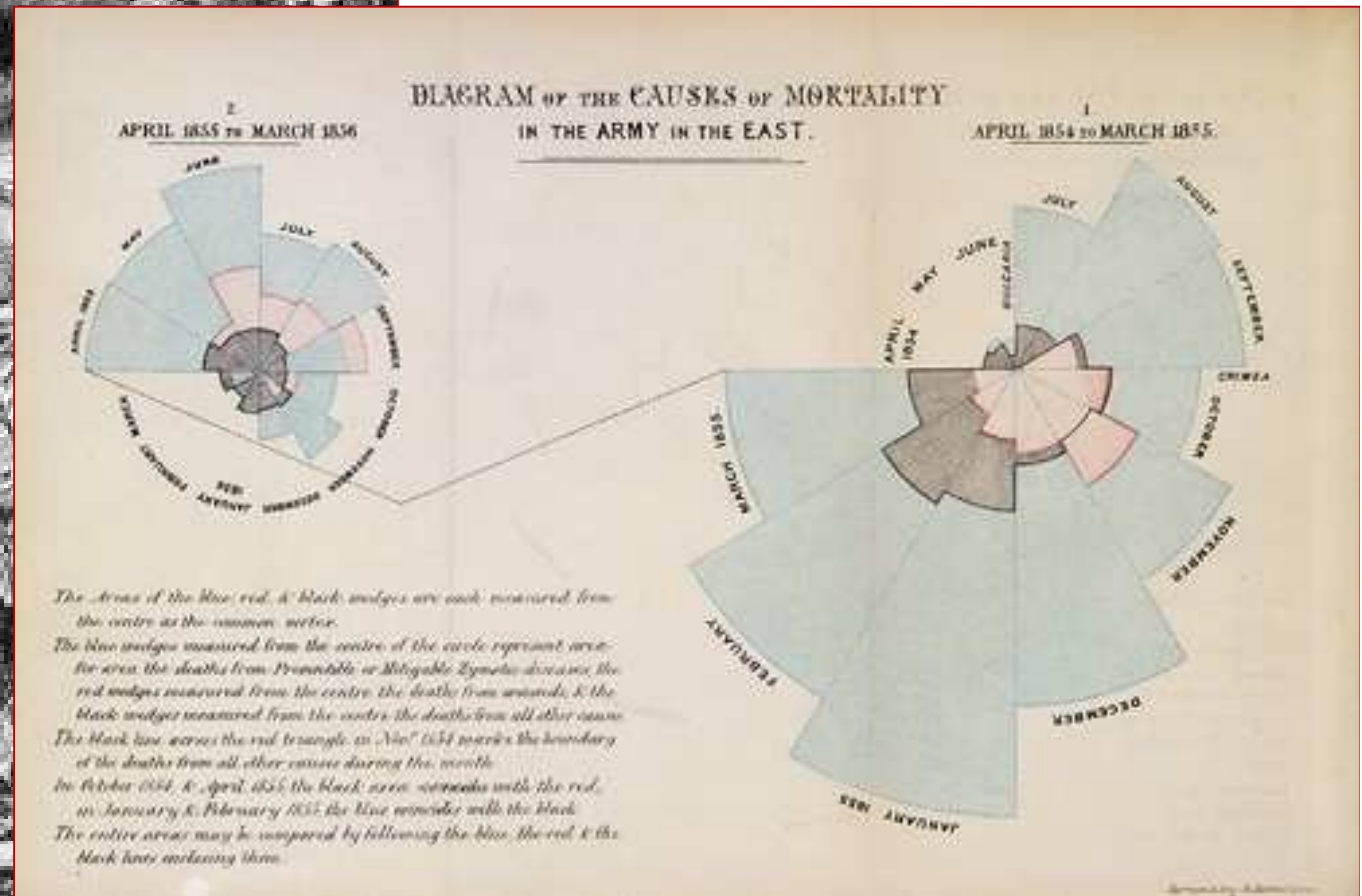 DIAGRAM OF THE CAUSES OF MORTALITY
IN THE ARMY IN THE EAST.
2.
APRIL 1855 TO MARCH 1856
1.
APRIL 1854 TO MARCH 1855.
JUNE
JULY
AUGUST
MAY
SEPTEMBER
APRIL 1855
OCTOBER
NOVEMBER
DECEMBER
JANUARY
1856
FEBRUARY
MARCH
JULY
AUGUST
JUNE
MAY
BULGARIA
SEPTEMBER
APRIL
1854
CRIMEA
OCTOBER
MARCH 1855
NOVEMBER
FEBRUARY
DECEMBER
JANUARY 1855
The Areas of the blue, red, & black wedges are each measured from
the centre as the common vertex.
The blue wedges measured from the centre of the circle represent area
for area the deaths from Preventible or Mitigable Zymotic diseases, the
red wedges measured from the centre the deaths from wounds, & the
black wedges measured from the centre the deaths from all other causes
The black line across the red triangle in Novr. 1854 marks the boundary
of the deaths from all other causes during the month
In October 1854, & April 1855, the black area coincides with the red,
in January & February 1855, the blue coincides with the black
The entire areas may be compared by following the blue, the red & the
black lines enclosing them.